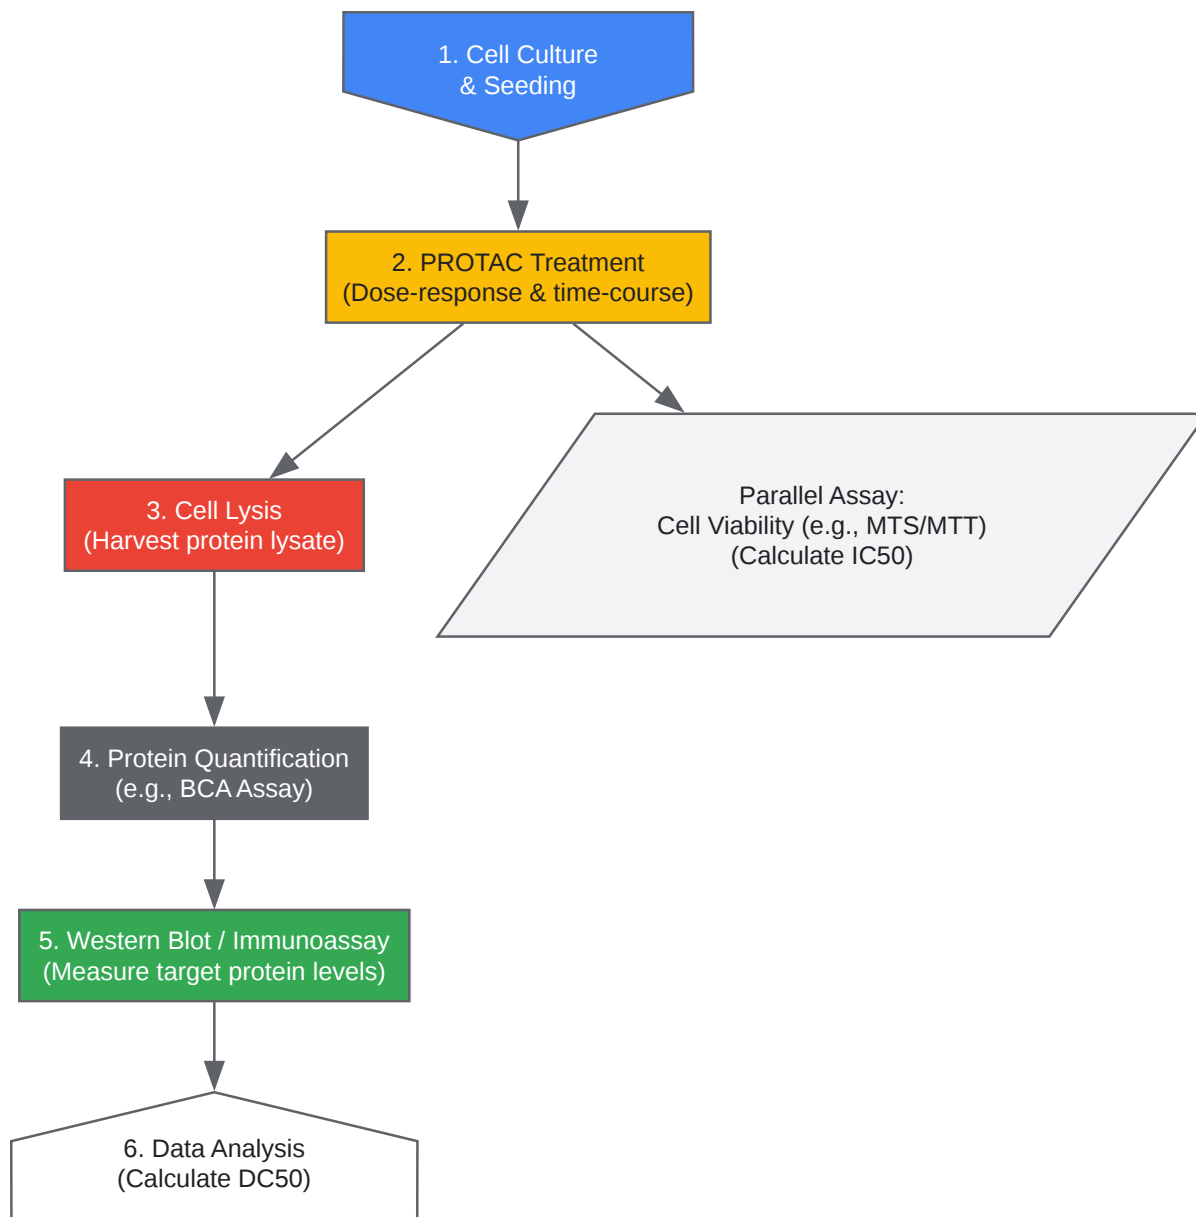 1. Cell Culture
& Seeding
2. PROTAC Treatment
(Dose-response & time-course)
3. Cell Lysis
(Harvest protein lysate)
Parallel Assay:
Cell Viability (e.g., MTS/MTT)
(Calculate IC50)
4. Protein Quantification
(e.g., BCA Assay)
5. Western Blot / Immunoassay
(Measure target protein levels)
6. Data Analysis
(Calculate DC50)